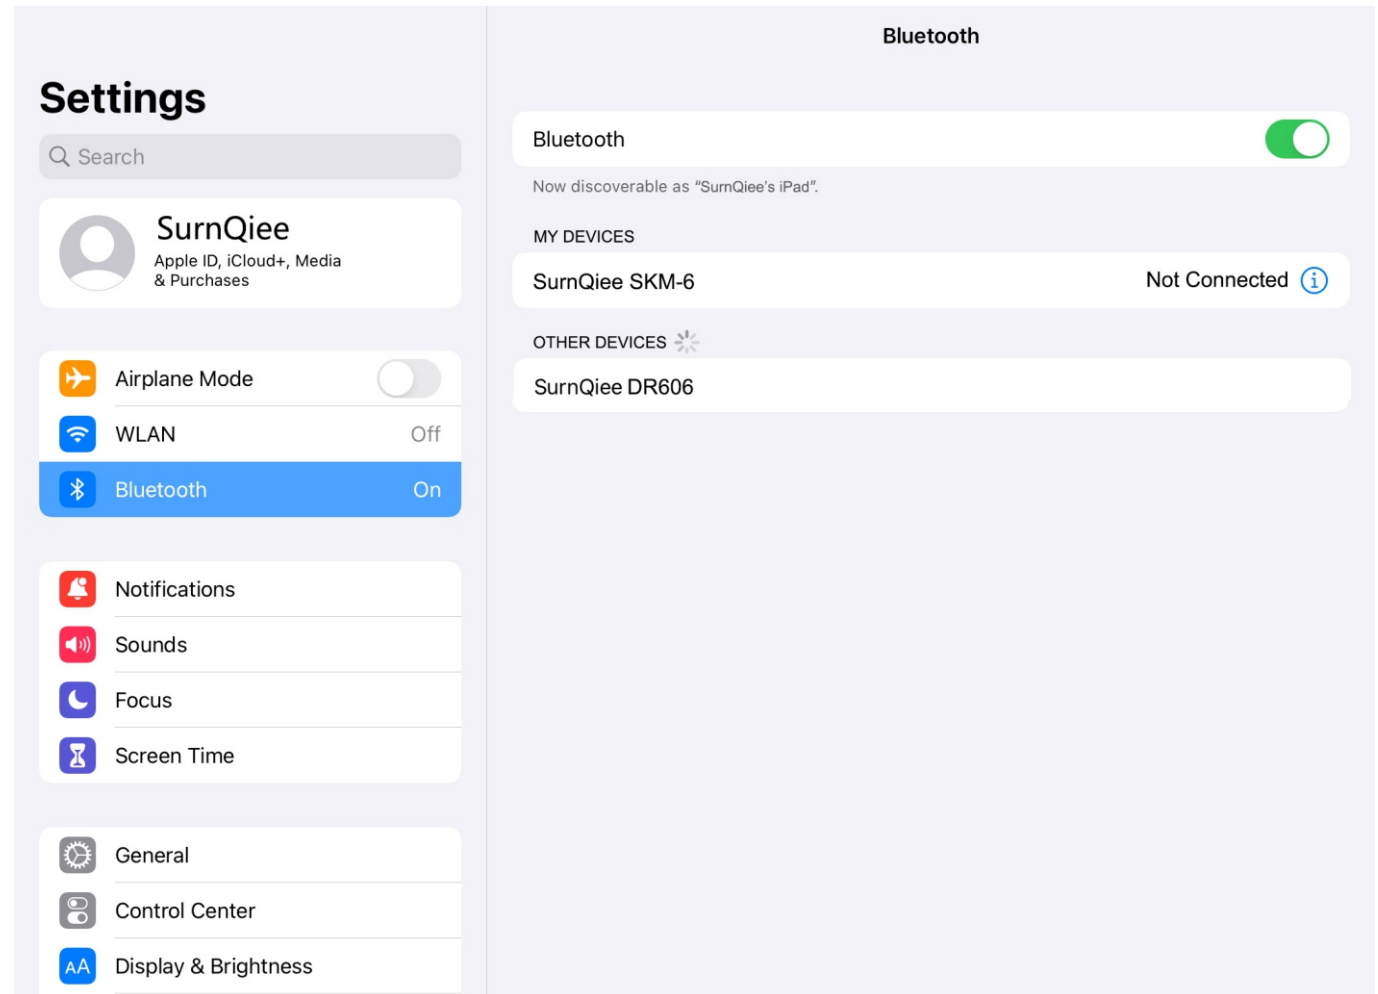 Settings
Search
SurnQiee
Apple ID, iCloud+, Media
& Purchases
Airplane Mode
WLAN Off
Bluetooth On
Notifications
Sounds
Focus
Screen Time
General
Control Center
AA Display & Brightness
Bluetooth
Bluetooth
Now discoverable as “SurnQiee's iPad”.
MY DEVICES
SurnQiee SKM-6 Not Connected i
OTHER DEVICES
SurnQiee DR606